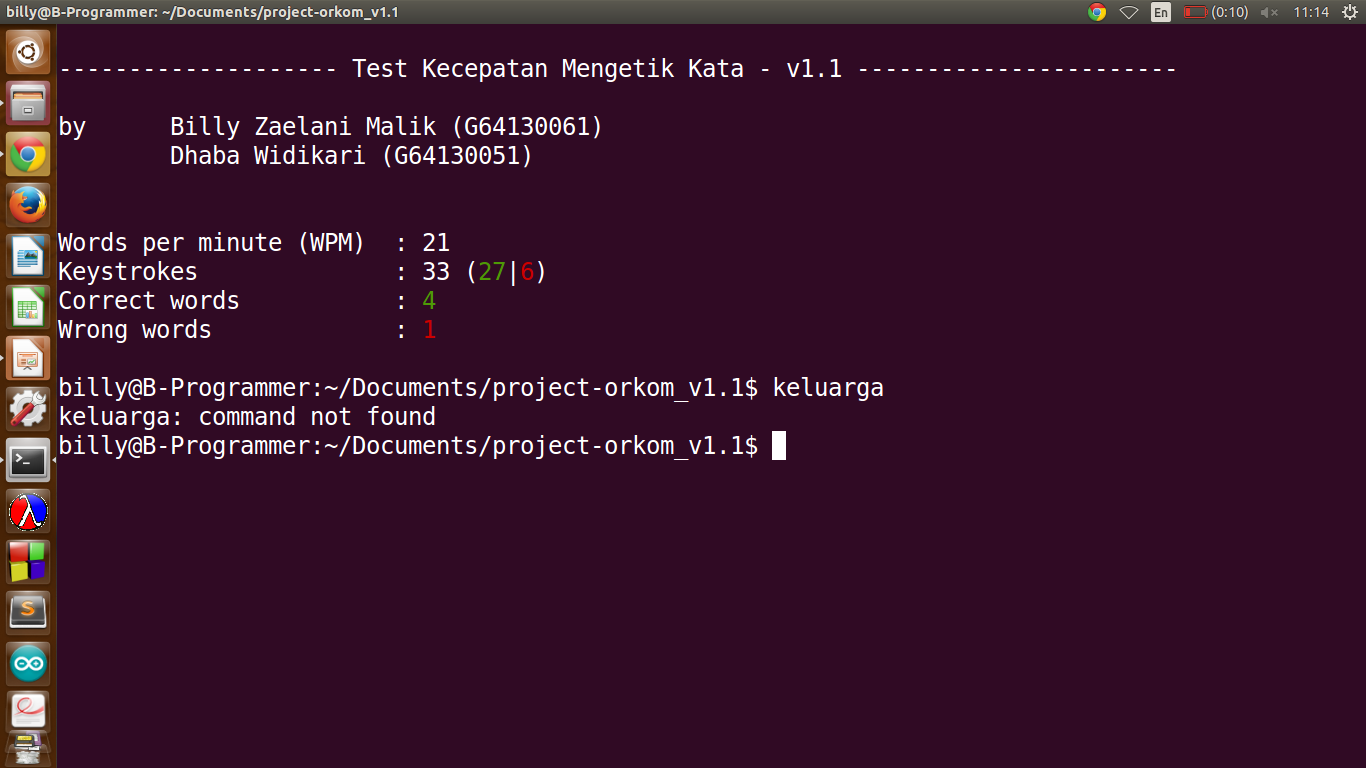 billy@B-Programmer: ~/Documents/project-orkom_v1.1
En
(0:10)
11:14
-------------------- Test Kecepatan Mengetik Kata - v1.1 -----------------------
by Billy Zaelani Malik (G64130061)
Dhaba Widikari (G64130051)
Words per minute (WPM) : 21
Keystrokes : 33 (27|6)
Correct words : 4
Wrong words : 1
billy@B-Programmer:~/Documents/project-orkom_v1.1$ keluarga
keluarga: command not found
billy@B-Programmer:~/Documents/project-orkom_v1.1$